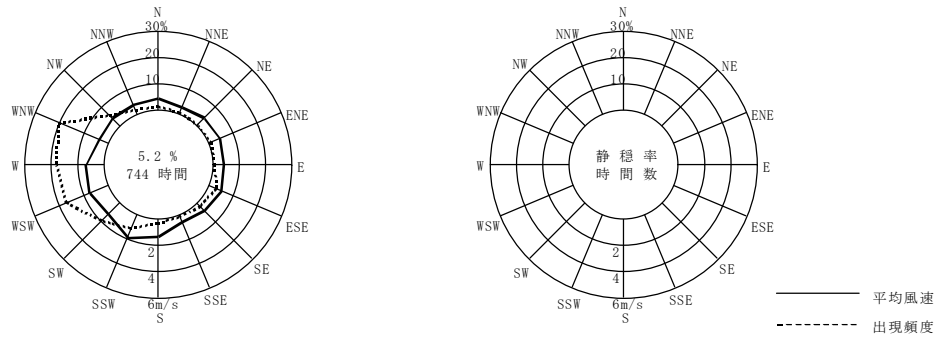 N
30%
NNW
NNE
20
NW
NE
10
WNW
ENE
5.2 %
W
E
744 時間
WSW
ESE
2
SW
SE
4
SSW
SSE
6m/s
S
N
30%
NNW
NNE
20
NW
NE
10
WNW
ENE
静 穏 率
W
E
時 間 数
WSW
ESE
2
SW
SE
4
SSW
SSE
6m/s
S
平均風速
出現頻度